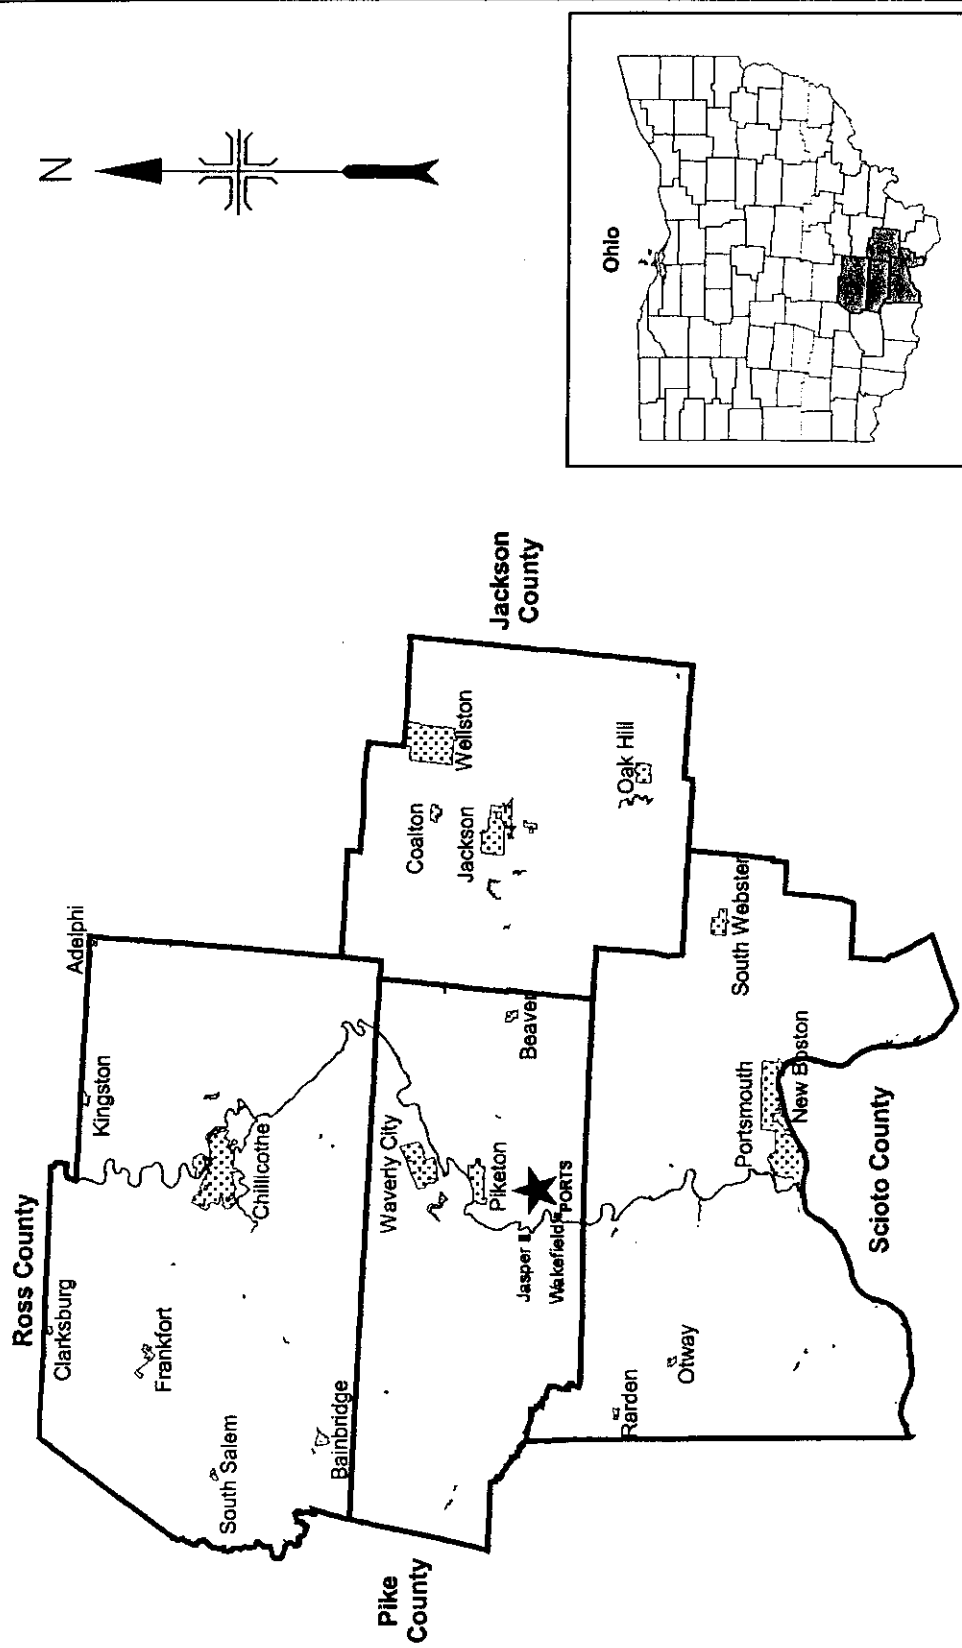 N
Ohio
Ross County
Clarksburg
Kingston
Adelphi
Frankfort
Chillicothe
South Salem
Bainbridge
Pike
County
Waverly City
Piketon
Beaver
Jasper
Wakefield
PORTS
Jackson
County
Coalton
Wellston
Jackson
Oak Hill
Rarden
Otway
Portsmouth
New Boston
South Webster
Scioto County